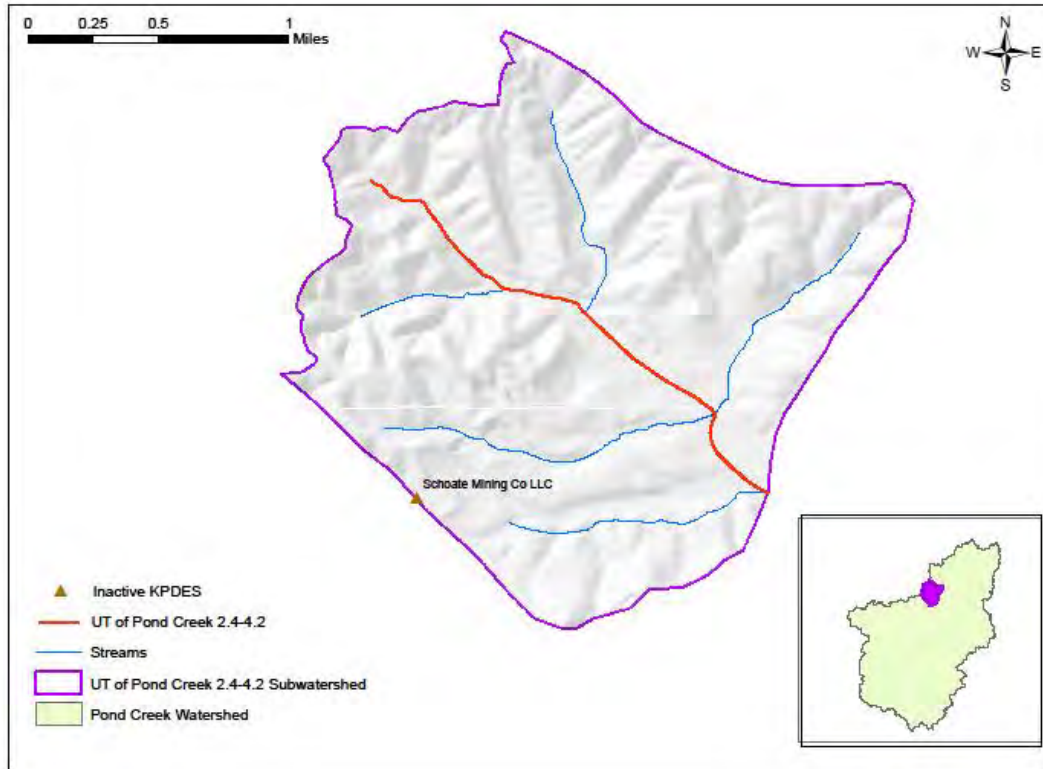 0 0.25 0.5 1
Miles
N
W E
S
Schoate Mining Co LLC
Inactive KPDES
UT of Pond Creek 2.4-4.2
Streams
UT of Pond Creek 2.4-4.2 Subwatershed
Pond Creek Watershed